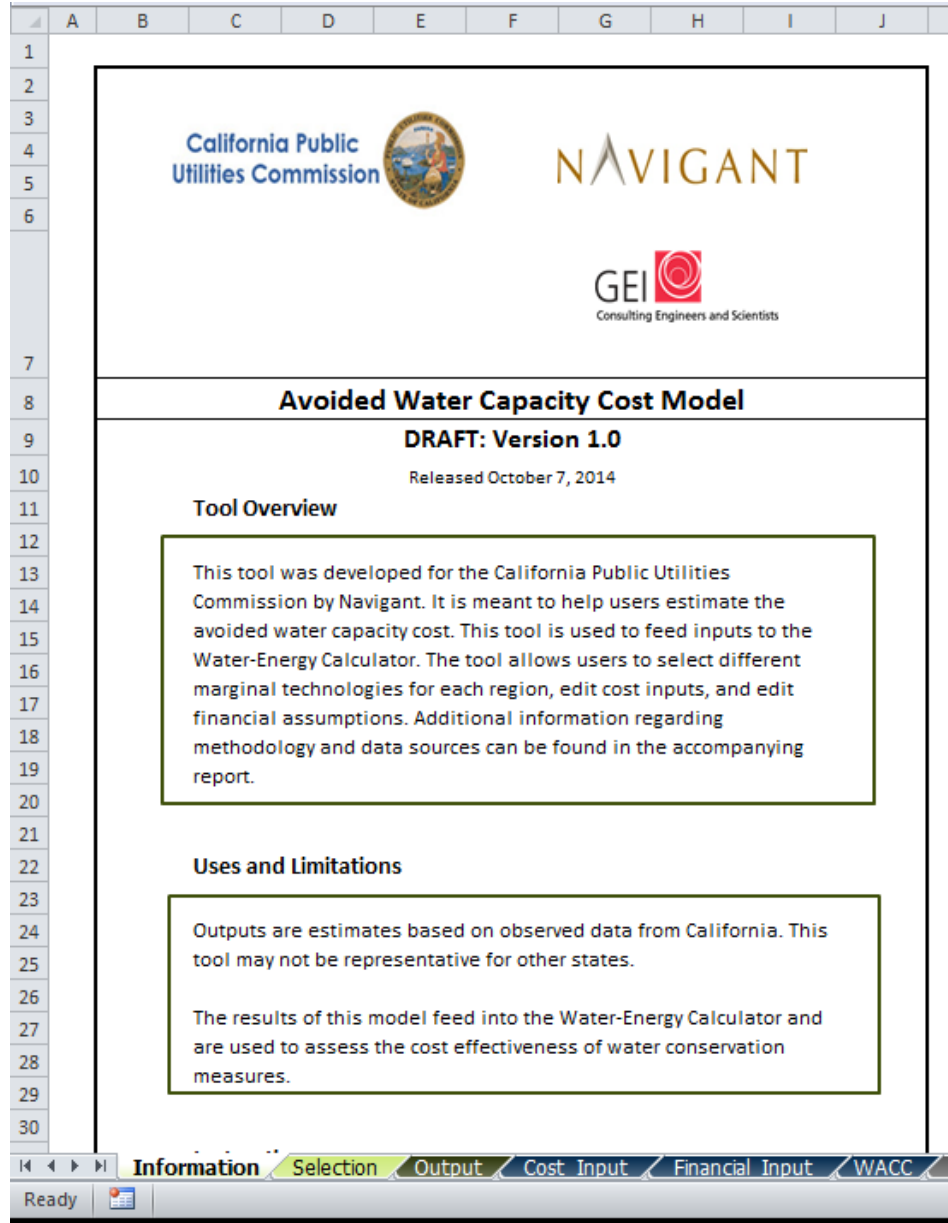 A B C D E F G H I J
1
2
3
4
5
6
7
8
9
10
11
12
13
14
15
16
17
18
19
20
21
22
23
24
25
26
27
28
29
30
California Public
Utilities Commission
NAVIGANT
GEI
Consulting Engineers and Scientists
Avoided Water Capacity Cost Model
DRAFT: Version 1.0
Released October 7, 2014
Tool Overview
This tool was developed for the California Public Utilities
Commission by Navigant. It is meant to help users estimate the
avoided water capacity cost. This tool is used to feed inputs to the
Water-Energy Calculator. The tool allows users to select different
marginal technologies for each region, edit cost inputs, and edit
financial assumptions. Additional information regarding
methodology and data sources can be found in the accompanying
report.
Uses and Limitations
Outputs are estimates based on observed data from California. This
tool may not be representative for other states.
The results of this model feed into the Water-Energy Calculator and
are used to assess the cost effectiveness of water conservation
measures.
Information Selection Output Cost Input Financial Input WACC
Ready